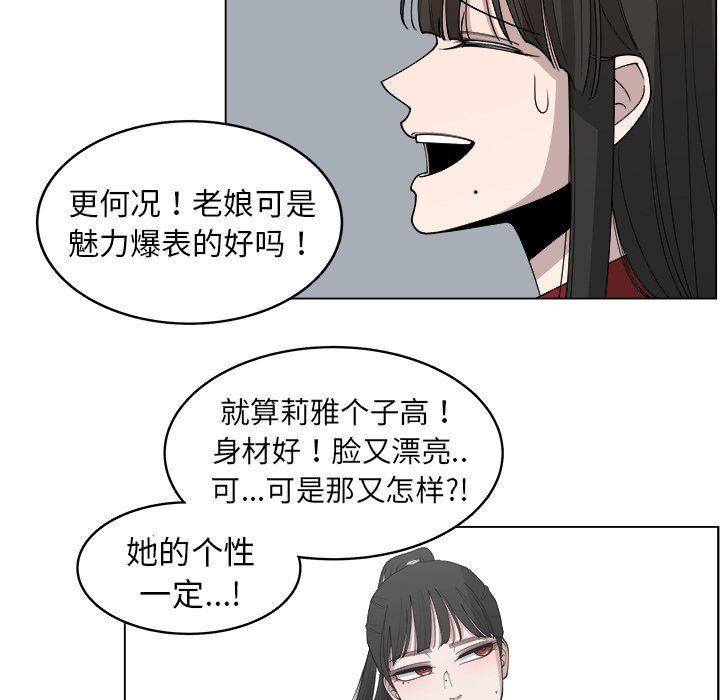 更何况！老娘可是
魅力爆表的好吗！
就算莉雅个子高！
身材好！脸又漂亮..
可...可是那又怎样?!
她的个性
一定...!